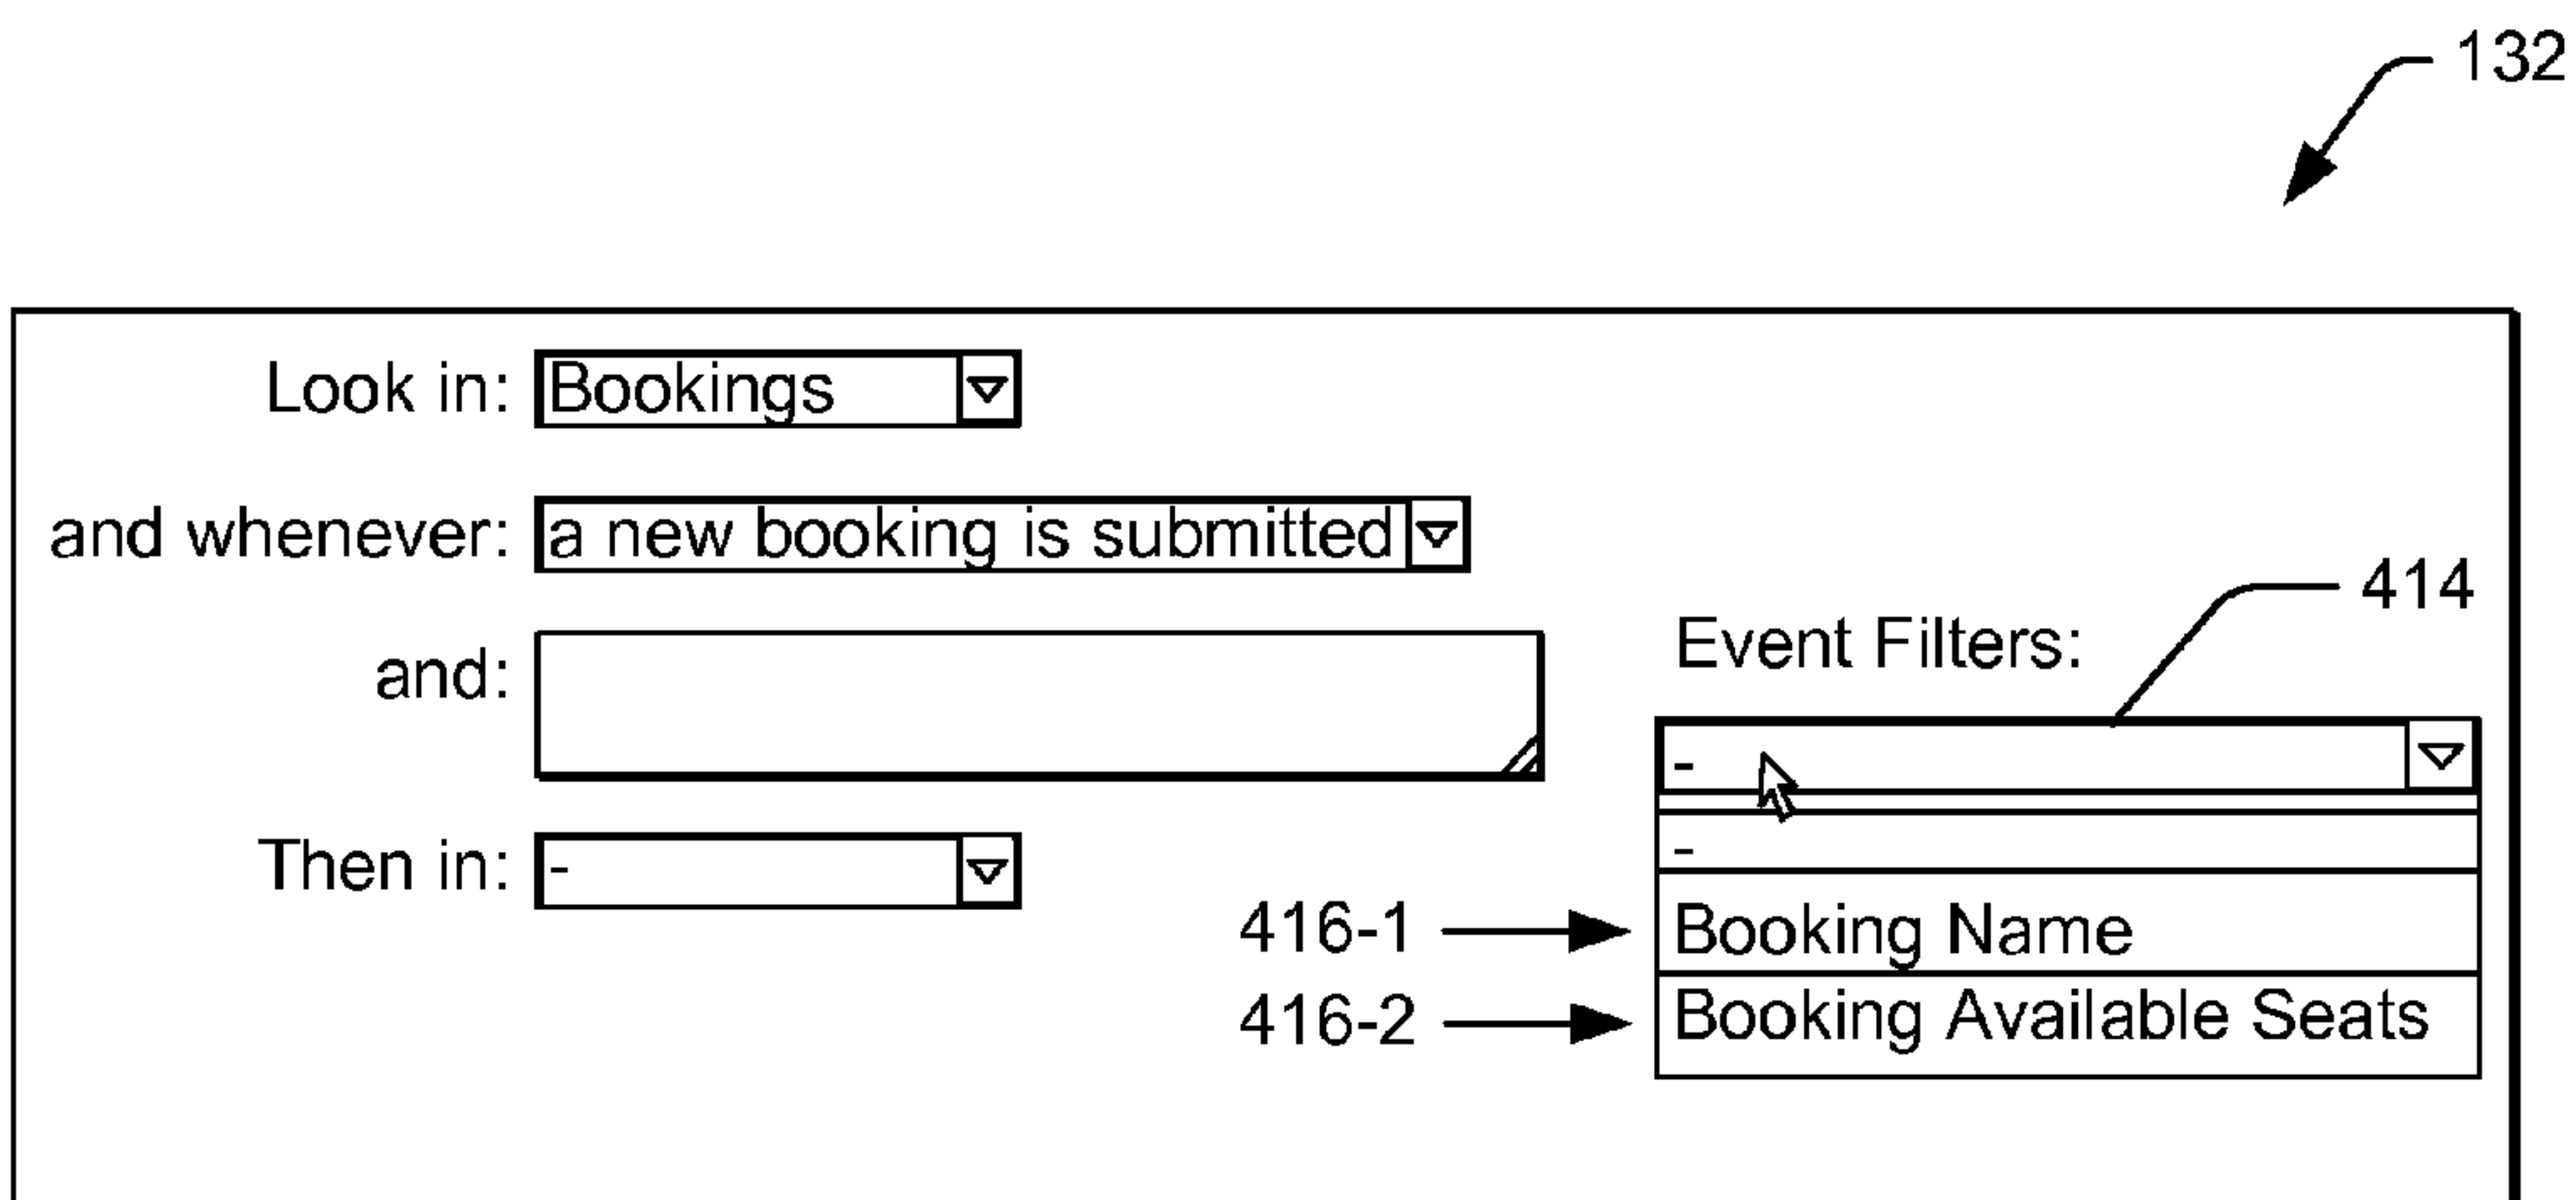 132
Look in: Bookings
and whenever: a new booking is submitted
414
Event Filters:
and:
-
-
Then in: -
416-1 Booking Name
416-2 Booking Available Seats